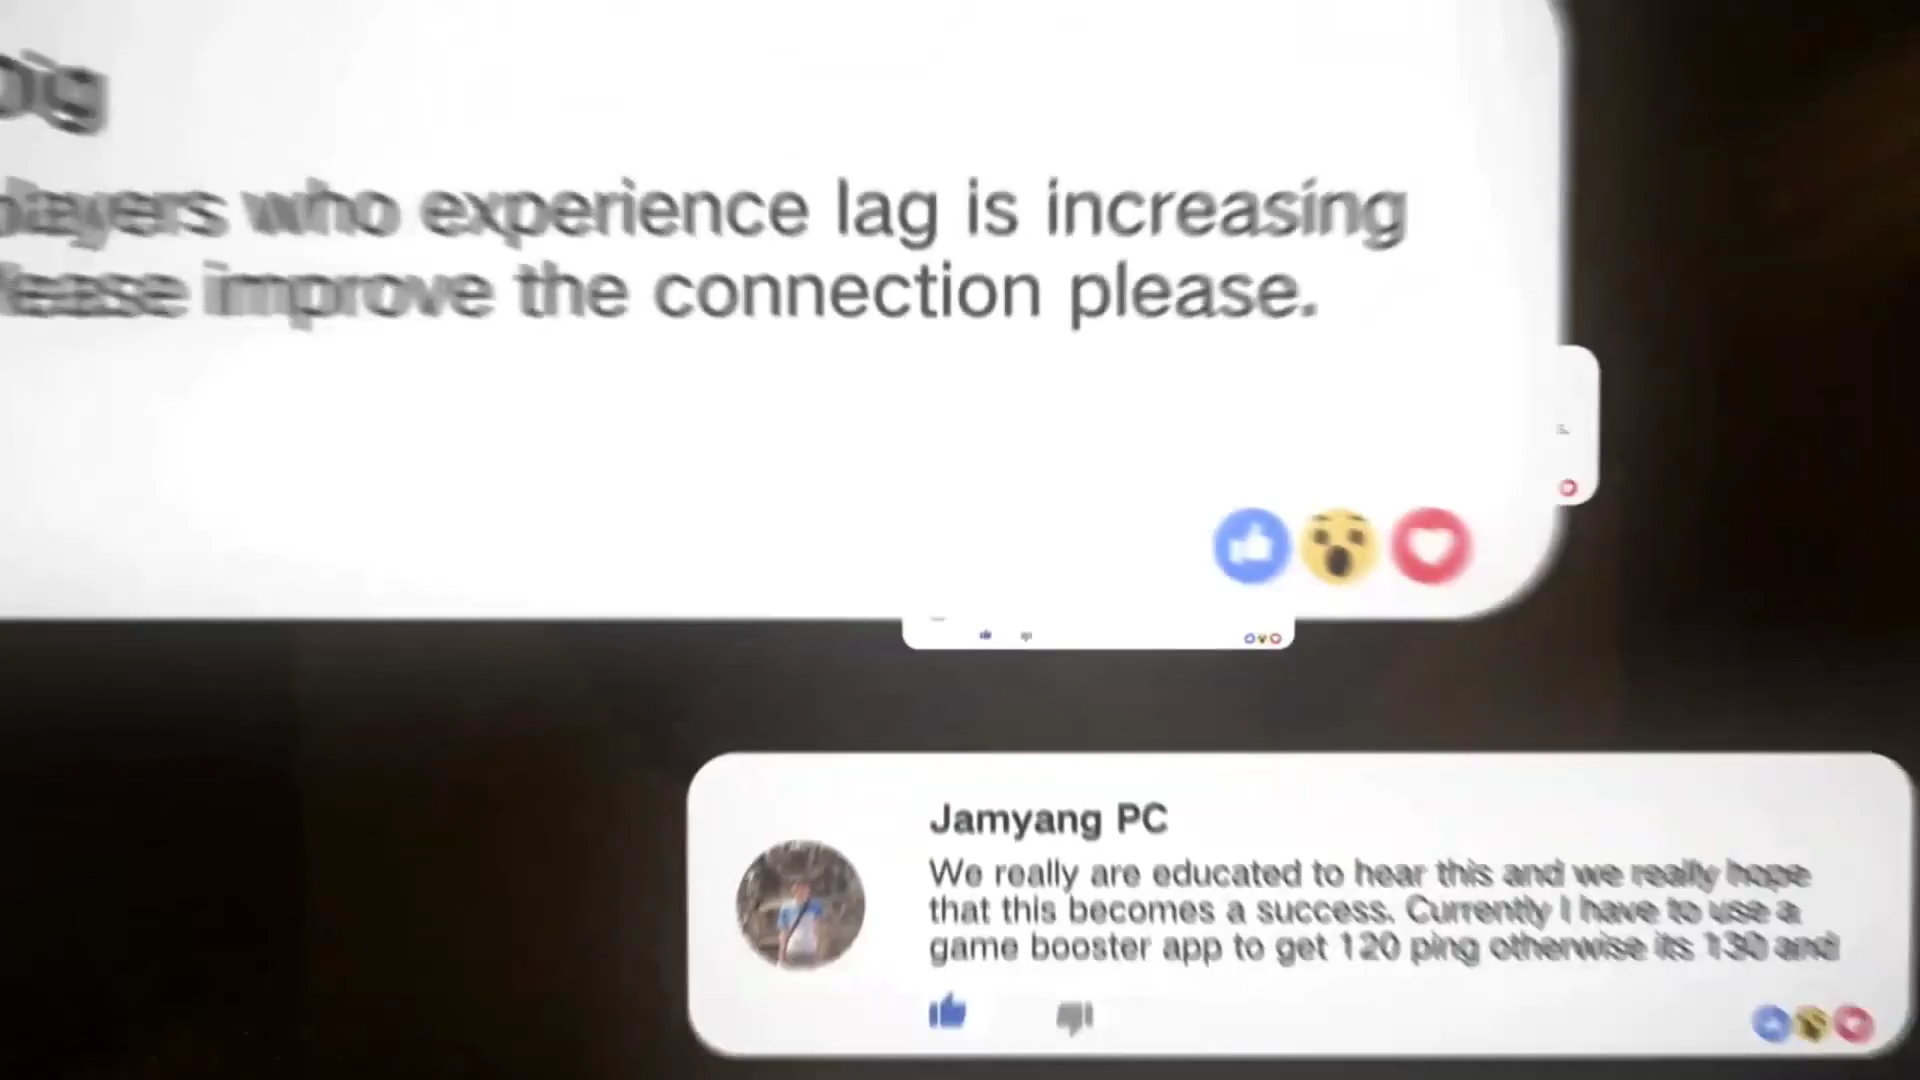 who experience lag is increasing
improve the connection please.
Jamyang PC
We really are educated to hear this and we really hope
that this becomes a success. Currently I have to use a
game booster app to get 120 ping otherwise its 130 and